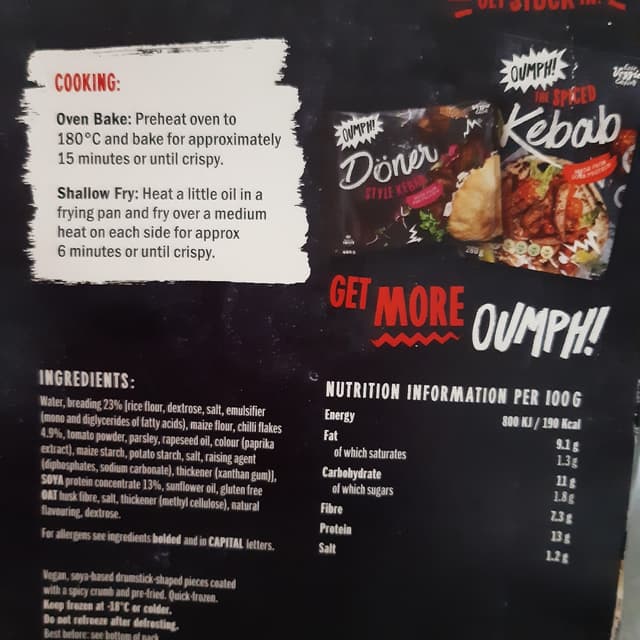 GET STUCK IN!
COOKING:
Oven Bake: Preheat oven to
180°C and bake for approximately
15 minutes or until crispy.
Shallow Fry: Heat a little oil in a
frying pan and fry over a medium
heat on each side for approx
6 minutes or until crispy.
OUMPH!
Döner
STYLE KEBAB
OUMPH!
THE SPICED
Kebab
GET MORE OUMPH!
INGREDIENTS:
Water, breading 23% [rice flour, dextrose, salt, emulsifier
(mono and diglycerides of fatty acids), maize flour, chilli flakes
4.9%, tomato powder, parsley, rapeseed oil, colour (paprika
extract), maize starch, potato starch, salt, raising agent
(diphosphates, sodium carbonate), thickener (xanthan gum)],
SOYA protein concentrate 13%, sunflower oil, gluten free
OAT husk fibre, salt, thickener (methyl cellulose), natural
flavouring, dextrose.
For allergens see ingredients bolded and in CAPITAL letters.
Vegan, soya-based drumstick-shaped pieces coated
with a spicy crumb and pre-fried. Quick-frozen.
Keep frozen at -18°C or colder.
Do not refreeze after defrosting.
Best before: see bottom of pack
NUTRITION INFORMATION PER 100G
Energy 800 KJ / 190 Kcal
Fat 9.1 g
of which saturates 1.3 g
Carbohydrate 11 g
of which sugars 1.8 g
Fibre 7.3 g
Protein 13 g
Salt 1.2 g